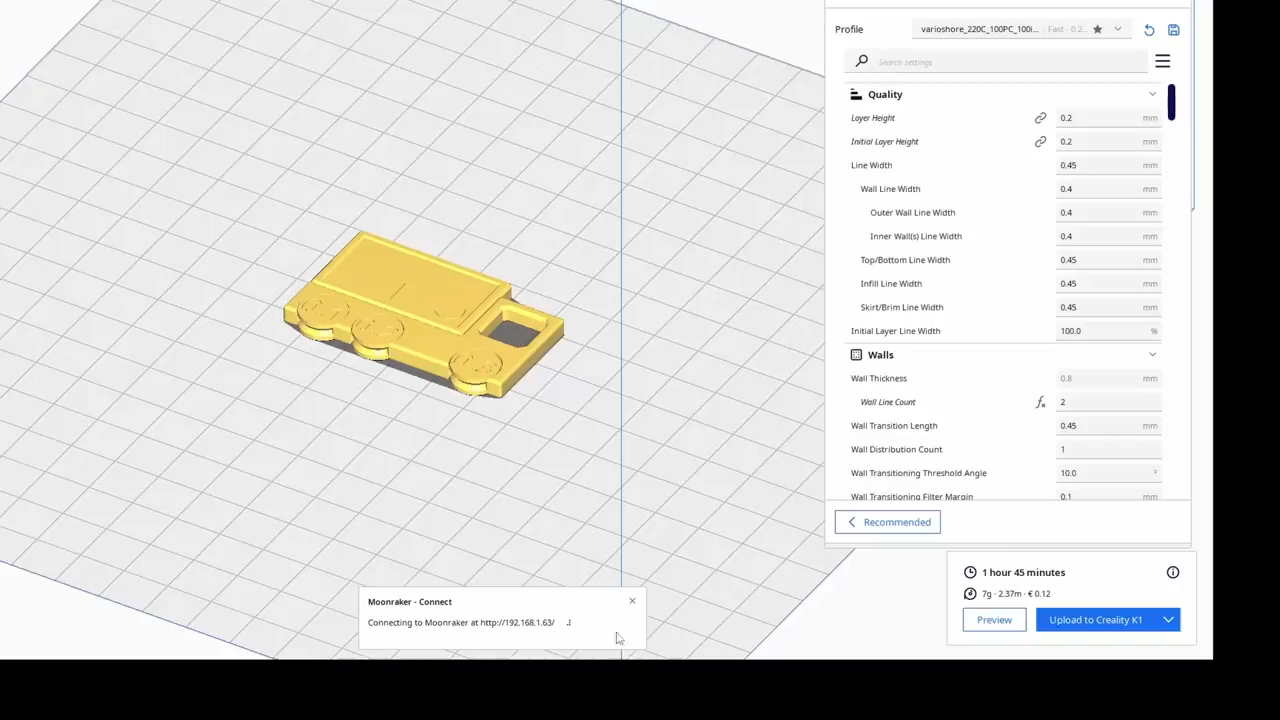 Profile
varioshore_220C_100PC_100i... - Fast - 0.2...
Search settings
Quality
Layer Height 0.2 mm
Initial Layer Height 0.2 mm
Line Width 0.45 mm
Wall Line Width 0.4 mm
Outer Wall Line Width 0.4 mm
Inner Wall(s) Line Width 0.4 mm
Top/Bottom Line Width 0.45 mm
Infill Line Width 0.45 mm
Skirt/Brim Line Width 0.45 mm
Initial Layer Line Width 100.0 %
Walls
Wall Thickness 0.8 mm
Wall Line Count fx 2
Wall Transition Length 0.45 mm
Wall Distribution Count 1
Wall Transitioning Threshold Angle 10.0 °
Wall Transitioning Filter Margin 0.1 mm
Recommended
1 hour 45 minutes
7g · 2.37m · € 0.12
Preview
Upload to Creality K1
Moonraker - Connect
Connecting to Moonraker at http://192.168.1.63/